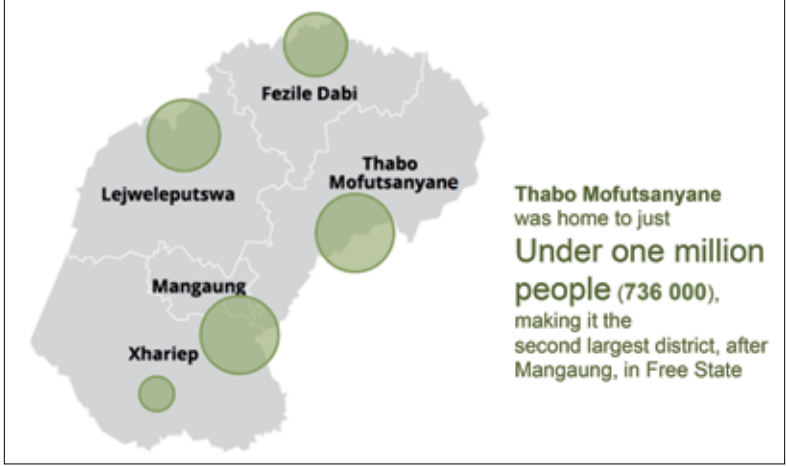 Fezile Dabi
Thabo
Mofutsanyane
Lejweleputswa
Mangaung
Xhariep
Thabo Mofutsanyane
was home to just
Under one million
people (736 000),
making it the
second largest district, after
Mangaung, in Free State